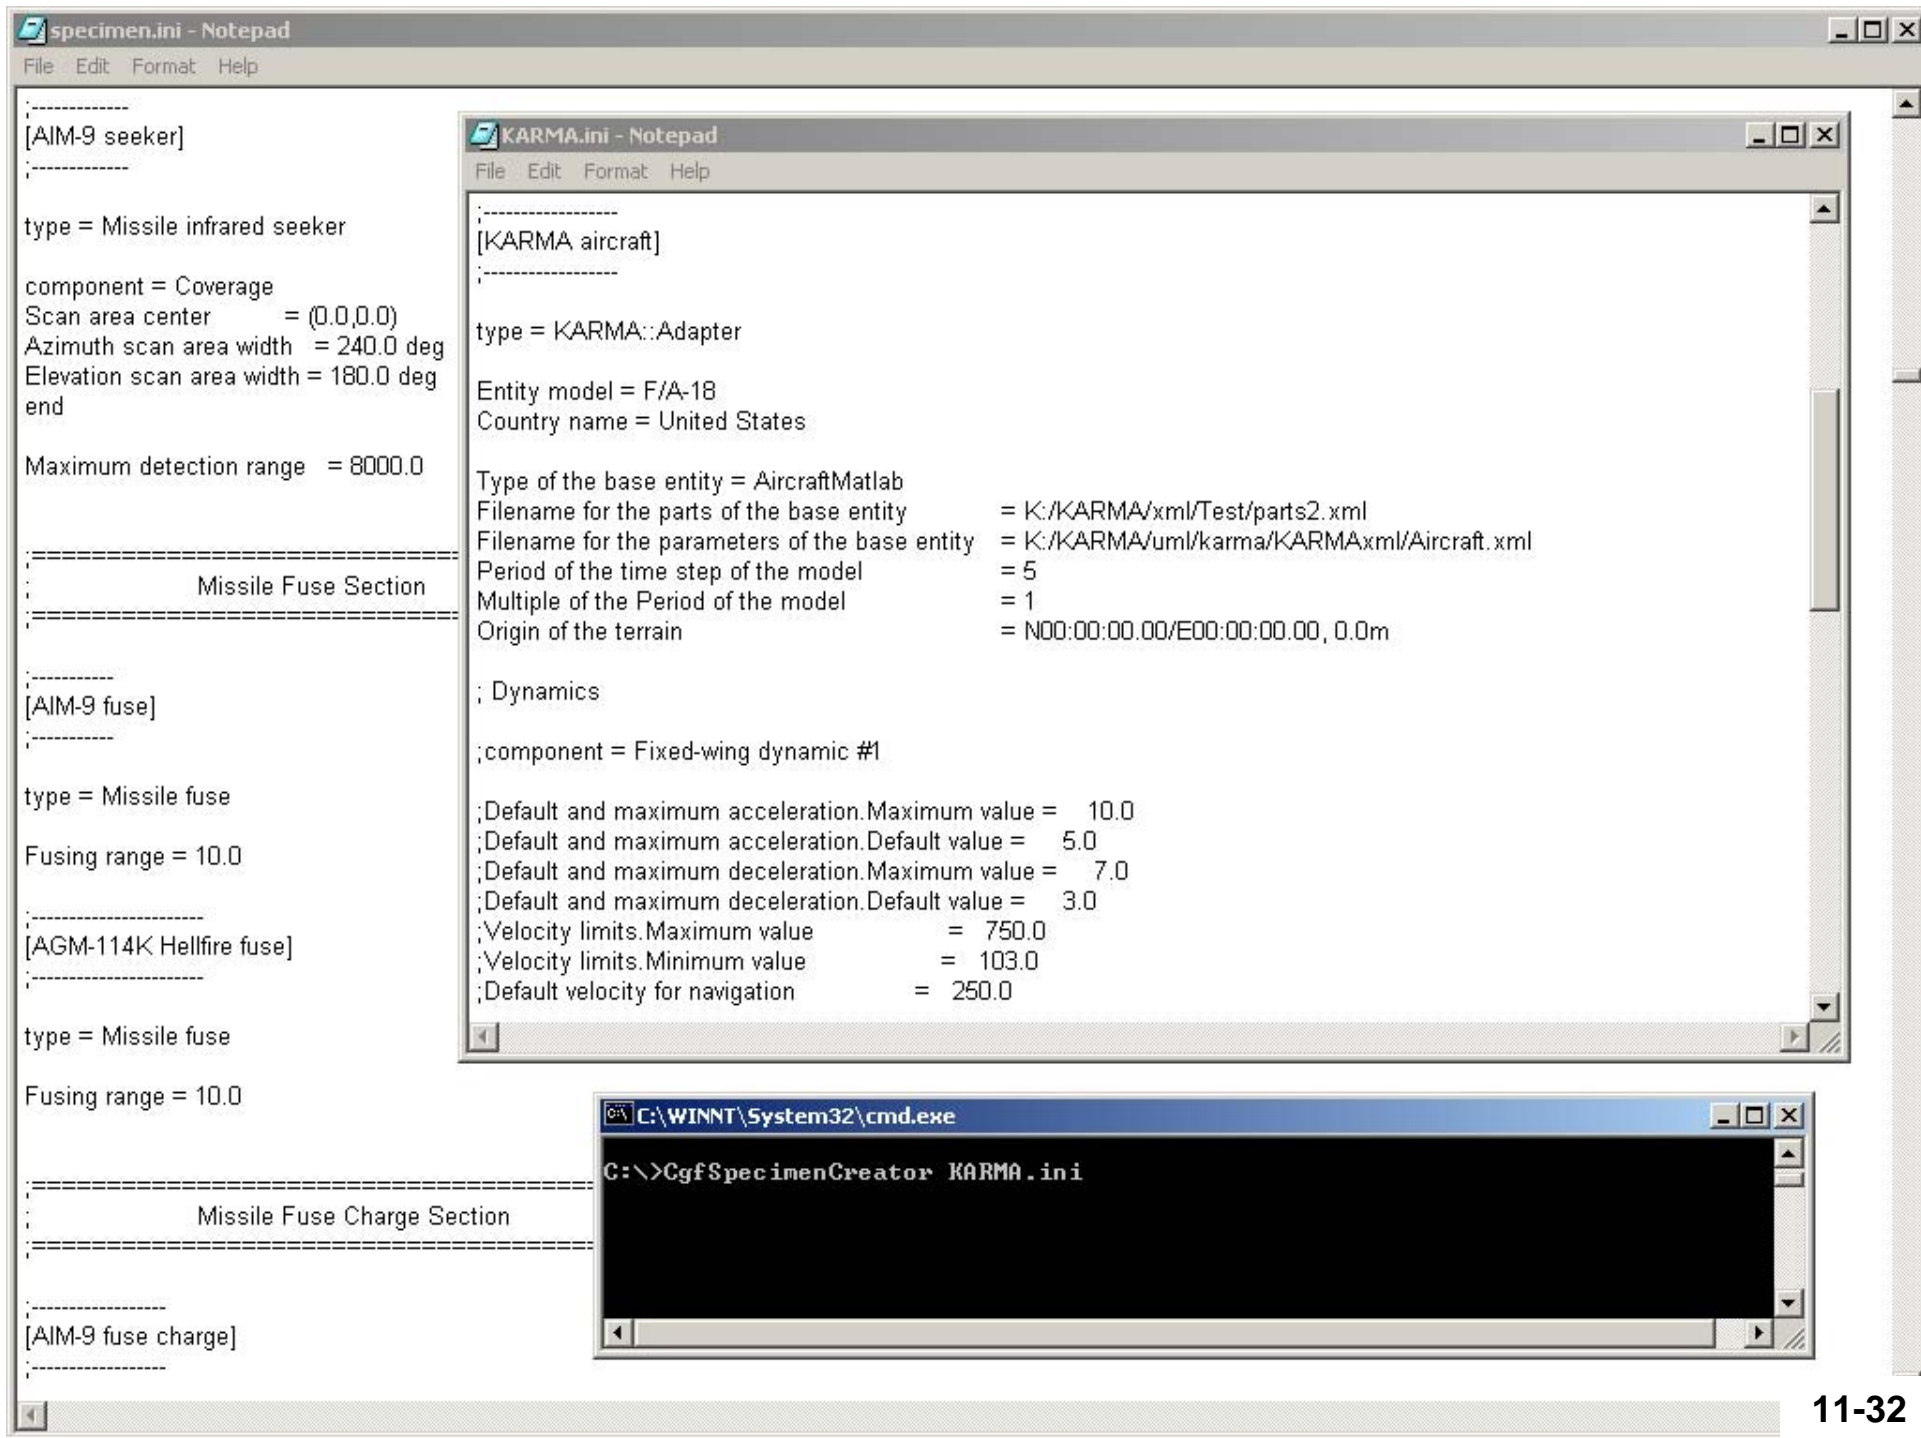 specimen.ini - Notepad
File Edit Format Help
;-------------
[AIM-9 seeker]
;-------------
type = Missile infrared seeker
component = Coverage
Scan area center = (0.0,0.0)
Azimuth scan area width = 240.0 deg
Elevation scan area width = 180.0 deg
end
Maximum detection range = 8000.0
;=============================
; Missile Fuse Section
;=============================
;-----------
[AIM-9 fuse]
;-----------
type = Missile fuse
Fusing range = 10.0
;-----------------------
[AGM-114K Hellfire fuse]
;-----------------------
type = Missile fuse
Fusing range = 10.0
;======================================
; Missile Fuse Charge Section
;======================================
;------------------
[AIM-9 fuse charge]
;------------------
KARMA.ini - Notepad
File Edit Format Help
;------------------
[KARMA aircraft]
;------------------
type = KARMA::Adapter
Entity model = F/A-18
Country name = United States
Type of the base entity = AircraftMatlab
Filename for the parts of the base entity = K:/KARMA/xml/Test/parts2.xml
Filename for the parameters of the base entity = K:/KARMA/uml/karma/KARMAxml/Aircraft.xml
Period of the time step of the model = 5
Multiple of the Period of the model = 1
Origin of the terrain = N00:00:00.00/E00:00:00.00, 0.0m
; Dynamics
;component = Fixed-wing dynamic #1
;Default and maximum acceleration.Maximum value = 10.0
;Default and maximum acceleration.Default value = 5.0
;Default and maximum deceleration.Maximum value = 7.0
;Default and maximum deceleration.Default value = 3.0
;Velocity limits.Maximum value = 750.0
;Velocity limits.Minimum value = 103.0
;Default velocity for navigation = 250.0
C:\WINNT\System32\cmd.exe
C:\>CgfSpecimenCreator KARMA.ini
11-32